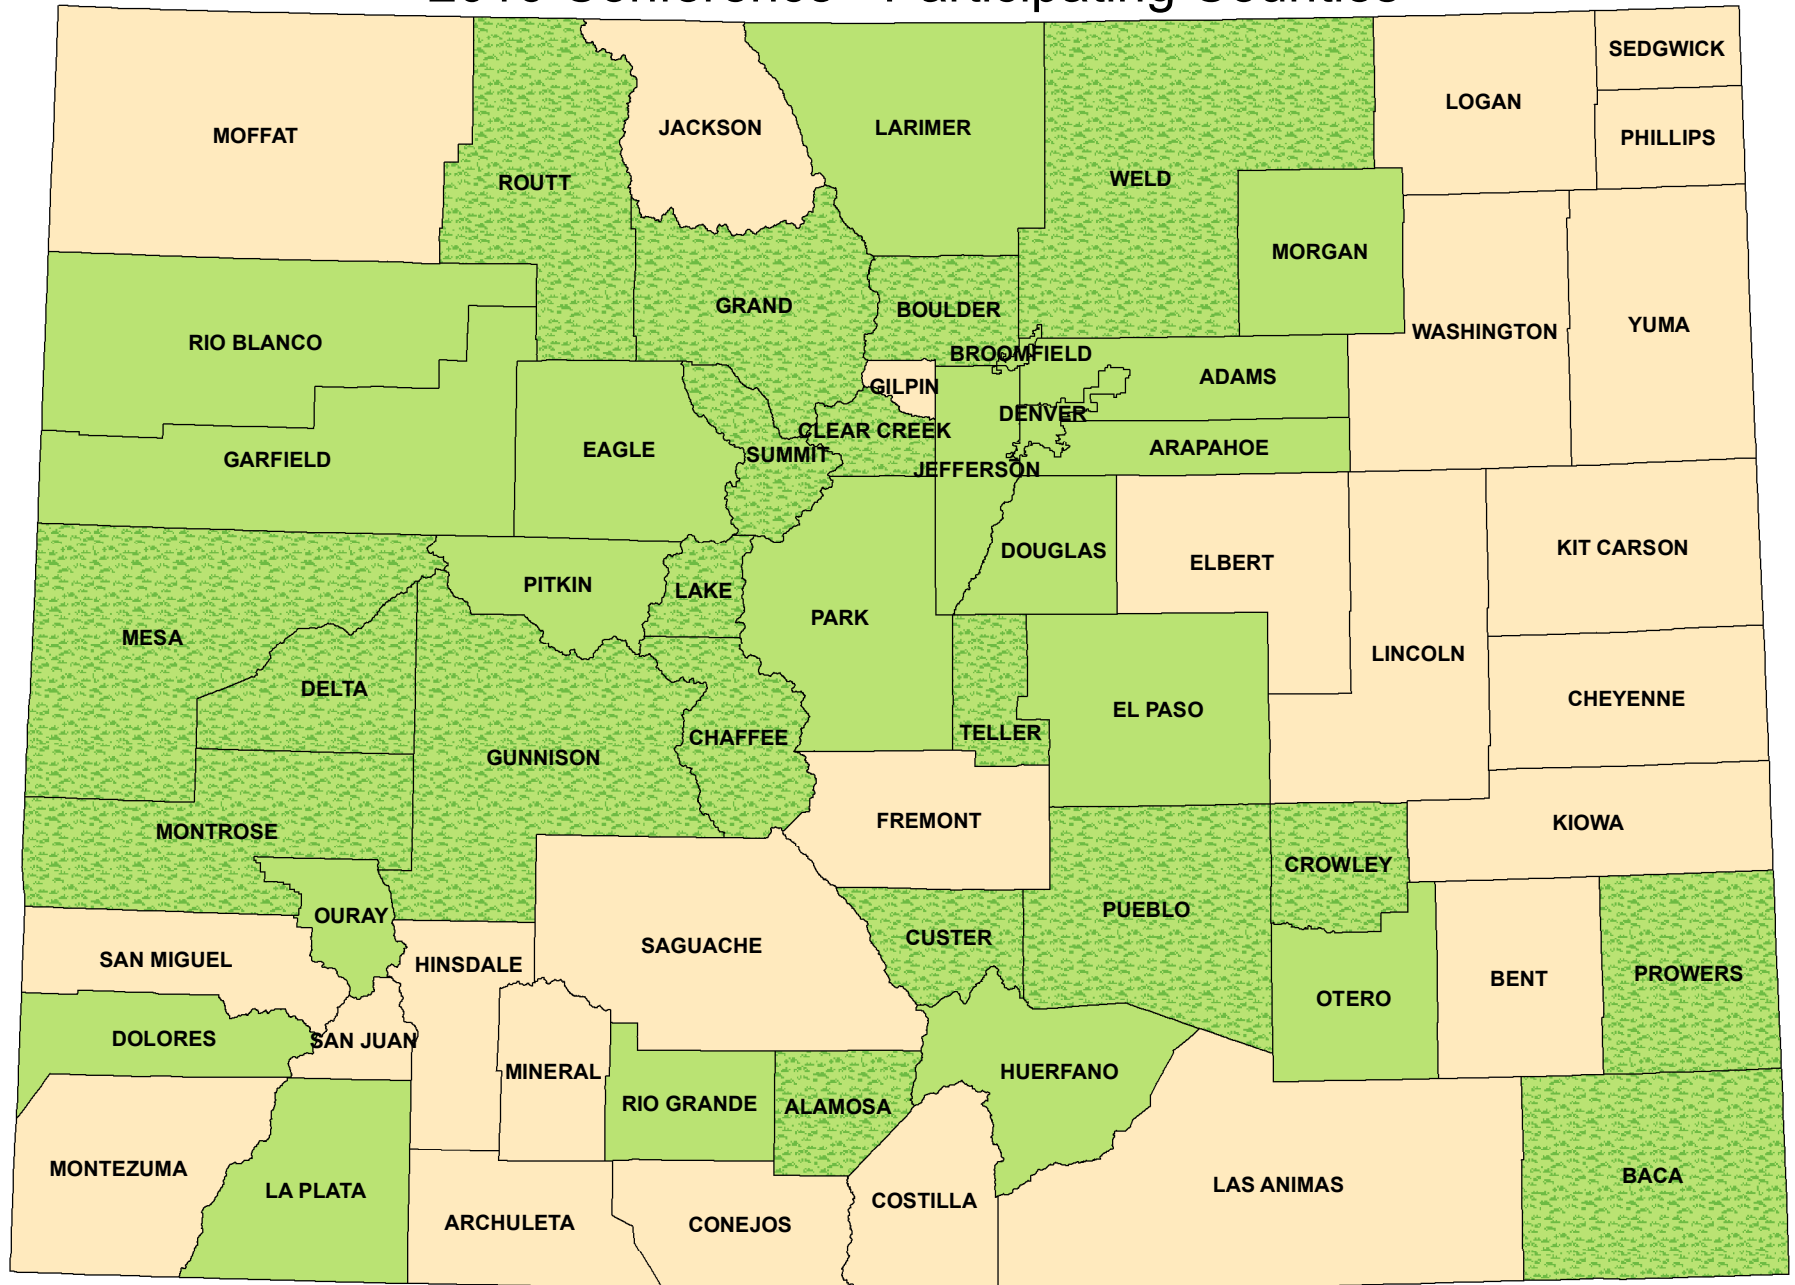 SEDGWICK
LOGAN
JACKSON
LARIMER
MOFFAT
PHILLIPS
ROUTT
WELD
MORGAN
GRAND
BOULDER
YUMA
WASHINGTON
RIO BLANCO
BROOMFIELD
ADAMS
GILPIN
DENVER
CLEAR CREEK
ARAPAHOE
EAGLE
SUMMIT
GARFIELD
JEFFERSON
KIT CARSON
DOUGLAS
ELBERT
PITKIN
LAKE
PARK
MESA
LINCOLN
DELTA
CHEYENNE
EL PASO
TELLER
CHAFFEE
GUNNISON
FREMONT
KIOWA
MONTROSE
CROWLEY
PUEBLO
OURAY
CUSTER
SAGUACHE
SAN MIGUEL
HINSDALE
PROWERS
BENT
OTERO
DOLORES
SAN JUAN
MINERAL
HUERFANO
RIO GRANDE
ALAMOSA
MONTEZUMA
BACA
LAS ANIMAS
LA PLATA
COSTILLA
ARCHULETA
CONEJOS